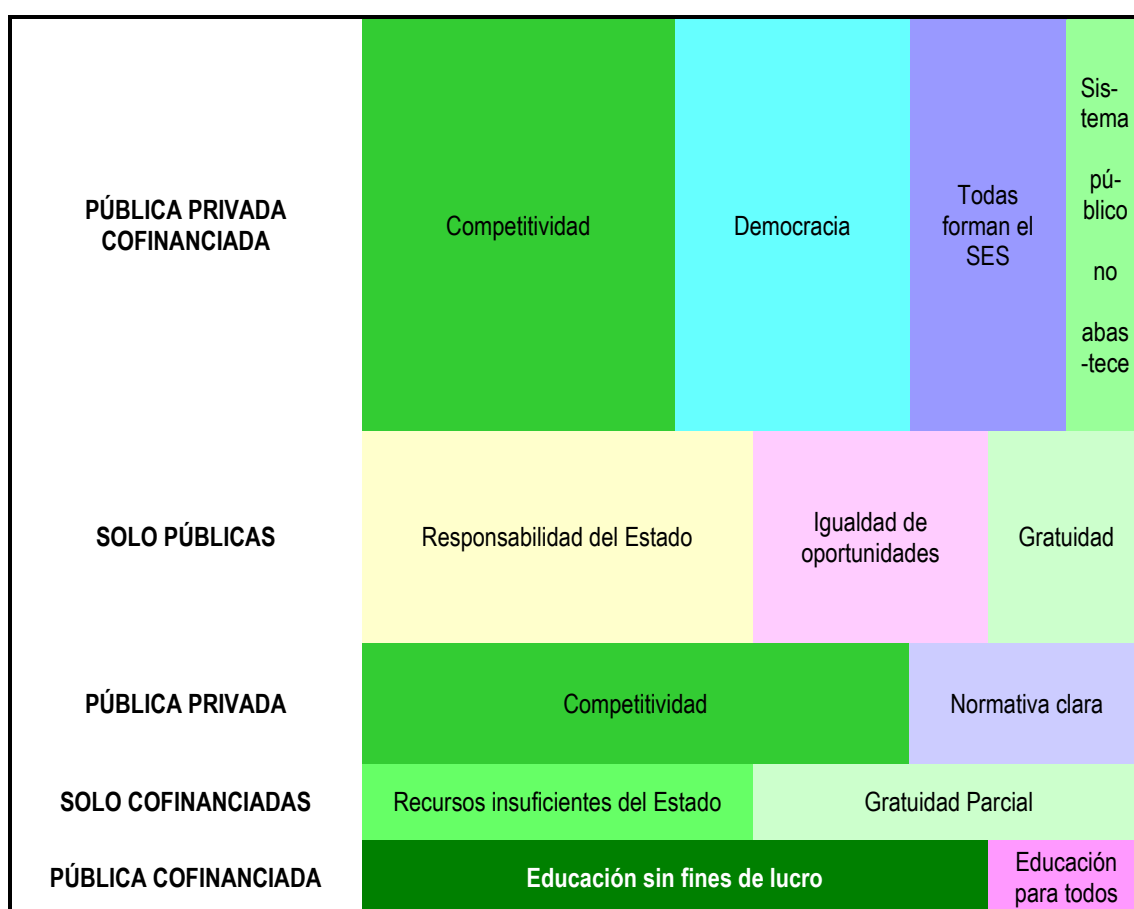 PÚBLICA PRIVADA
COFINANCIADA
Competitividad
Democracia
Todas
forman el
SES
Sis-
tema
pú-
blico
no
abas
-tece
SOLO PÚBLICAS
Responsabilidad del Estado
Igualdad de
oportunidades
Gratuidad
PÚBLICA PRIVADA
Competitividad
Normativa clara
SOLO COFINANCIADAS
Recursos insuficientes del Estado
Gratuidad Parcial
PÚBLICA COFINANCIADA
Educación sin fines de lucro
Educación
para todos